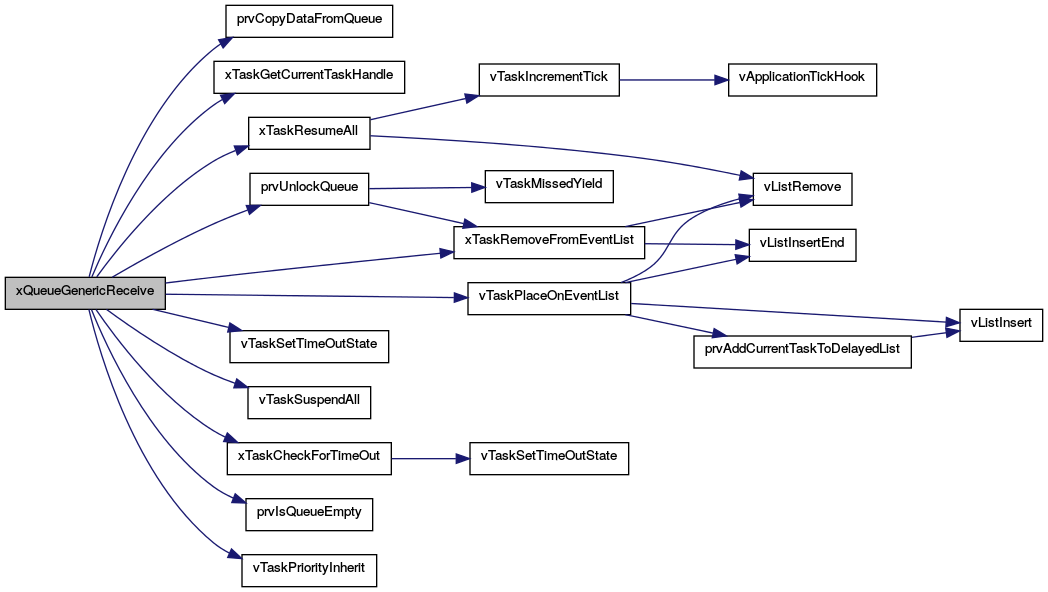 prvCopyDataFromQueue
xTaskGetCurrentTaskHandle
vTaskIncrementTick
vApplicationTickHook
xTaskResumeAll
prvUnlockQueue
vTaskMissedYield
vListRemove
xTaskRemoveFromEventList
vListInsertEnd
xQueueGenericReceive
vTaskPlaceOnEventList
vListInsert
vTaskSetTimeOutState
prvAddCurrentTaskToDelayedList
vTaskSuspendAll
xTaskCheckForTimeOut
vTaskSetTimeOutState
prvIsQueueEmpty
vTaskPriorityInherit